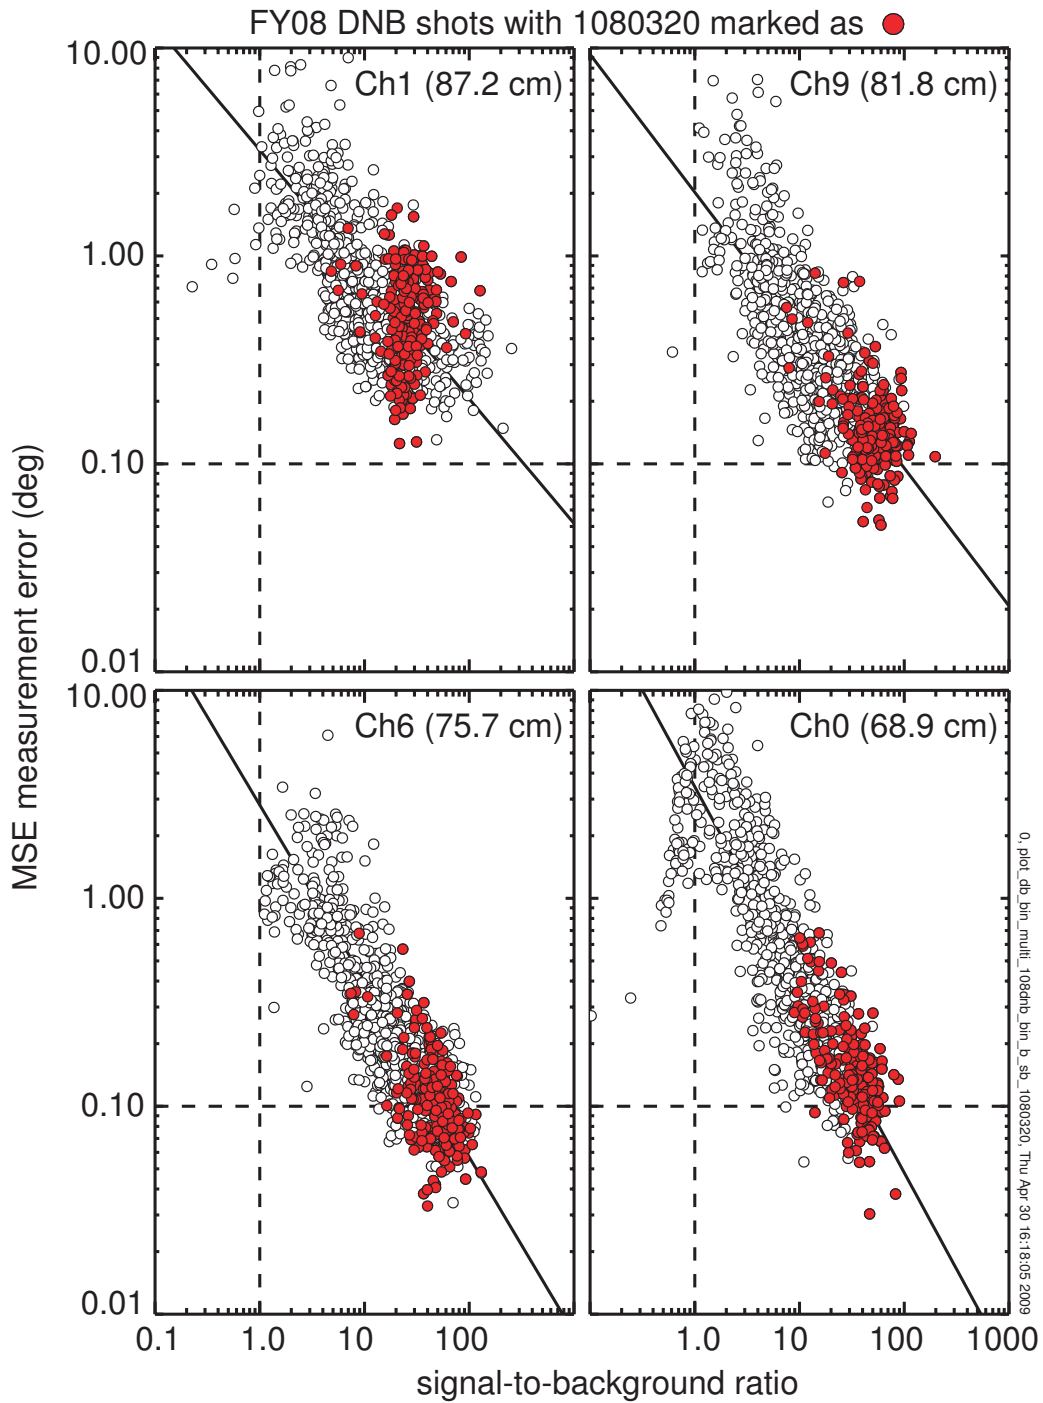 FY08 DNB shots with 1080320 marked as
10.00
Ch1 (87.2 cm)
Ch9 (81.8 cm)
1.00
0.10
0.01
10.00
Ch6 (75.7 cm)
Ch0 (68.9 cm)
1.00
0.10
0.01
0.1 1.0 10 100 1.0 10 100 1000
signal-to-background ratio
MSE measurement error (deg)
0, plot_db_bin_multi_108dnb_bin_b_sb_1080320, Thu Apr 30 16:18:05 2009